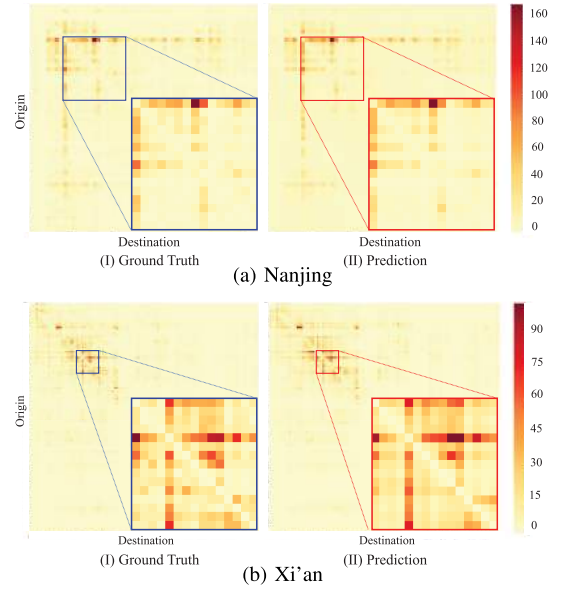 160
140
120
100
80
60
40
20
0
Origin
Destination
Destination
(I) Ground Truth
(II) Prediction
(a) Nanjing
90
75
60
45
30
15
0
Origin
Destination
Destination
(I) Ground Truth
(II) Prediction
(b) Xi'an